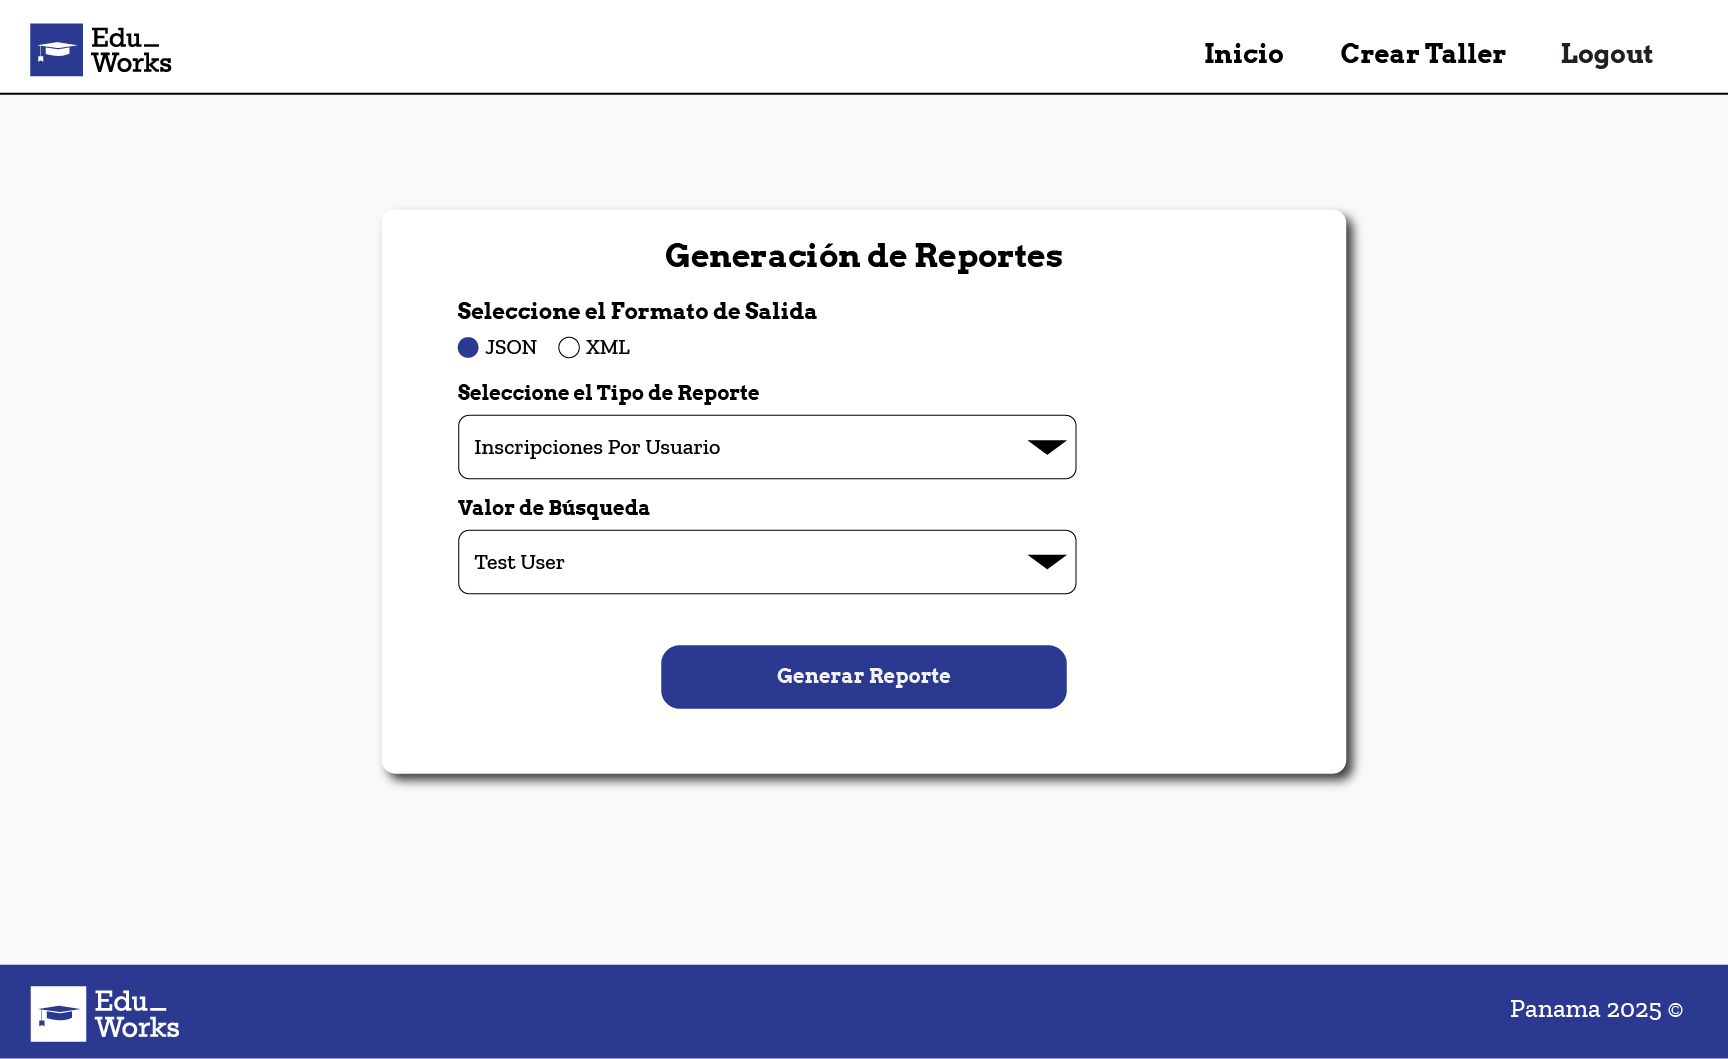 Edu_
Works
Inicio
Crear Taller
Logout
Generación de Reportes
Seleccione el Formato de Salida
JSON
XML
Seleccione el Tipo de Reporte
Inscripciones Por Usuario
Valor de Búsqueda
Test User
Generar Reporte
Edu_
Works
Panama 2025 ©